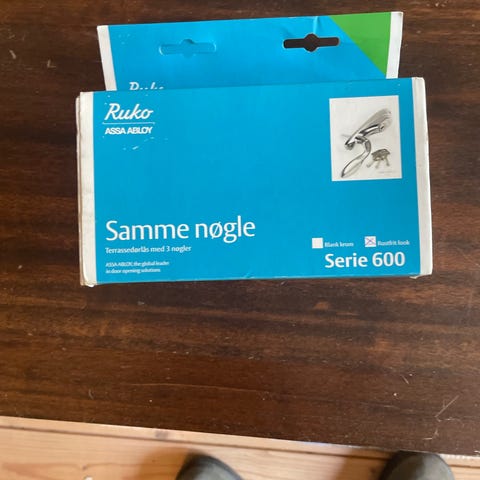 Ruko
Ruko
ASSA ABLOY
Samme nøgle
Terrassedørlås med 3 nøgler
ASSA ABLOY, the global leader
in door opening solutions
Blank krom
Rustfrit look
Serie 600